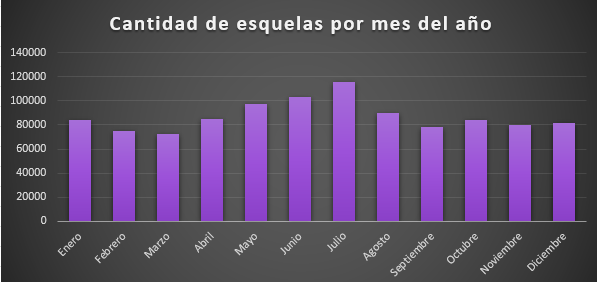 Cantidad de esquelas por mes del año
140000
120000
100000
80000
60000
40000
20000
0
Enero
Febrero
Marzo
Abril
Mayo
Junio
Julio
Agosto
Septiembre
Octubre
Noviembre
Diciembre